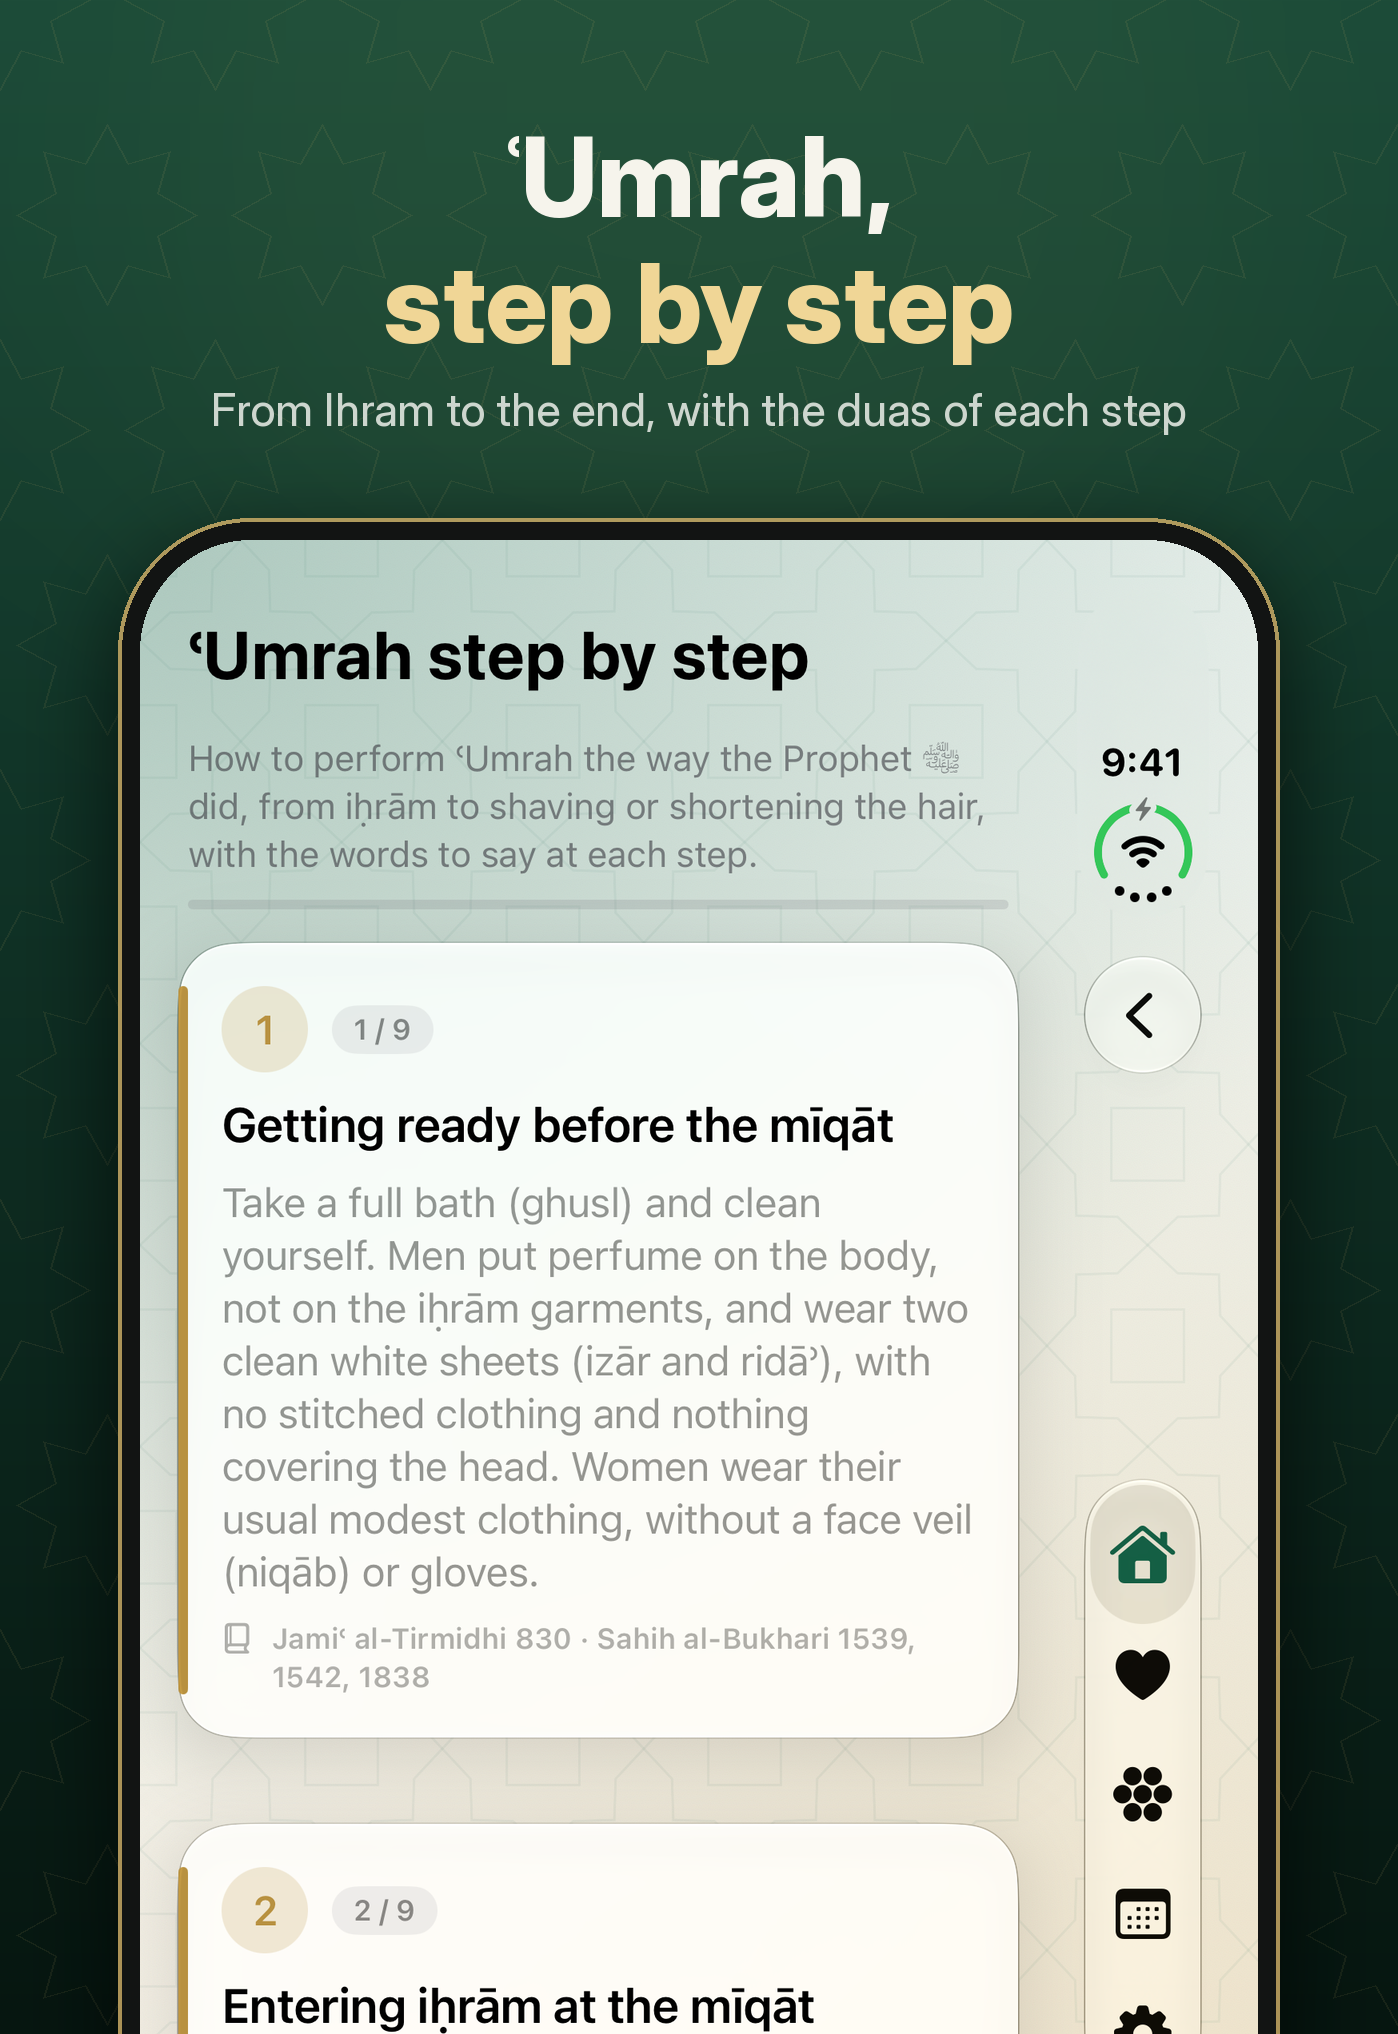 ʿUmrah,
step by step
From Ihram to the end, with the duas of each step
ʿUmrah step by step
How to perform ʿUmrah the way the Prophet ﷺ
did, from iḥrām to shaving or shortening the hair,
with the words to say at each step.
9:41
1
1 / 9
Getting ready before the mīqāt
Take a full bath (ghusl) and clean
yourself. Men put perfume on the body,
not on the iḥrām garments, and wear two
clean white sheets (izār and ridāʾ), with
no stitched clothing and nothing
covering the head. Women wear their
usual modest clothing, without a face veil
(niqāb) or gloves.
Jamiʿ al-Tirmidhi 830 · Sahih al-Bukhari 1539,
1542, 1838
2
2 / 9
Entering iḥrām at the mīqāt